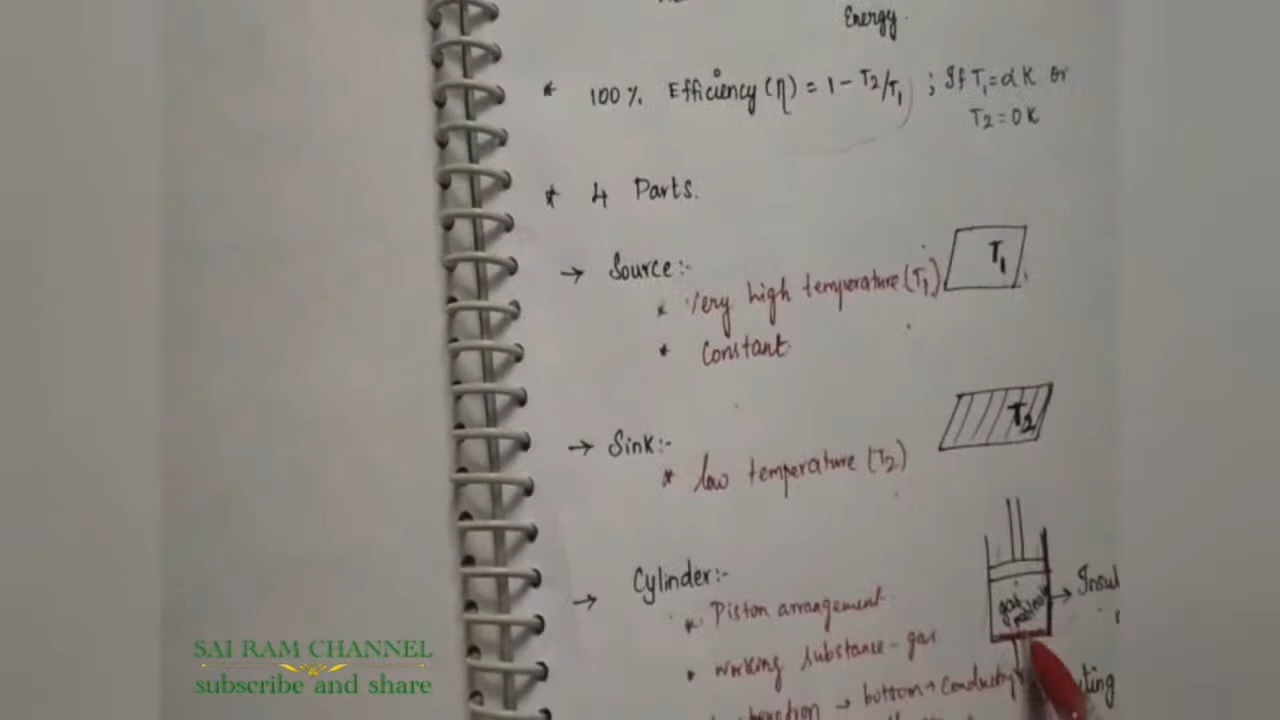 Energy.
* 100% Efficiency (η) = 1 - T2/T1 ; If T1 = α K or
T2 = 0 K
* 4 Parts.
→ Source:-
* Very high temperature (T1)
T1
* Constant.
→ Sink:-
T2
* low temperature (T2)
→ Cylinder:-
* Piston arrangement
gas
→ Insul
* working substance - gas
→ bottom → Conducting
SAI RAM CHANNEL
subscribe and share